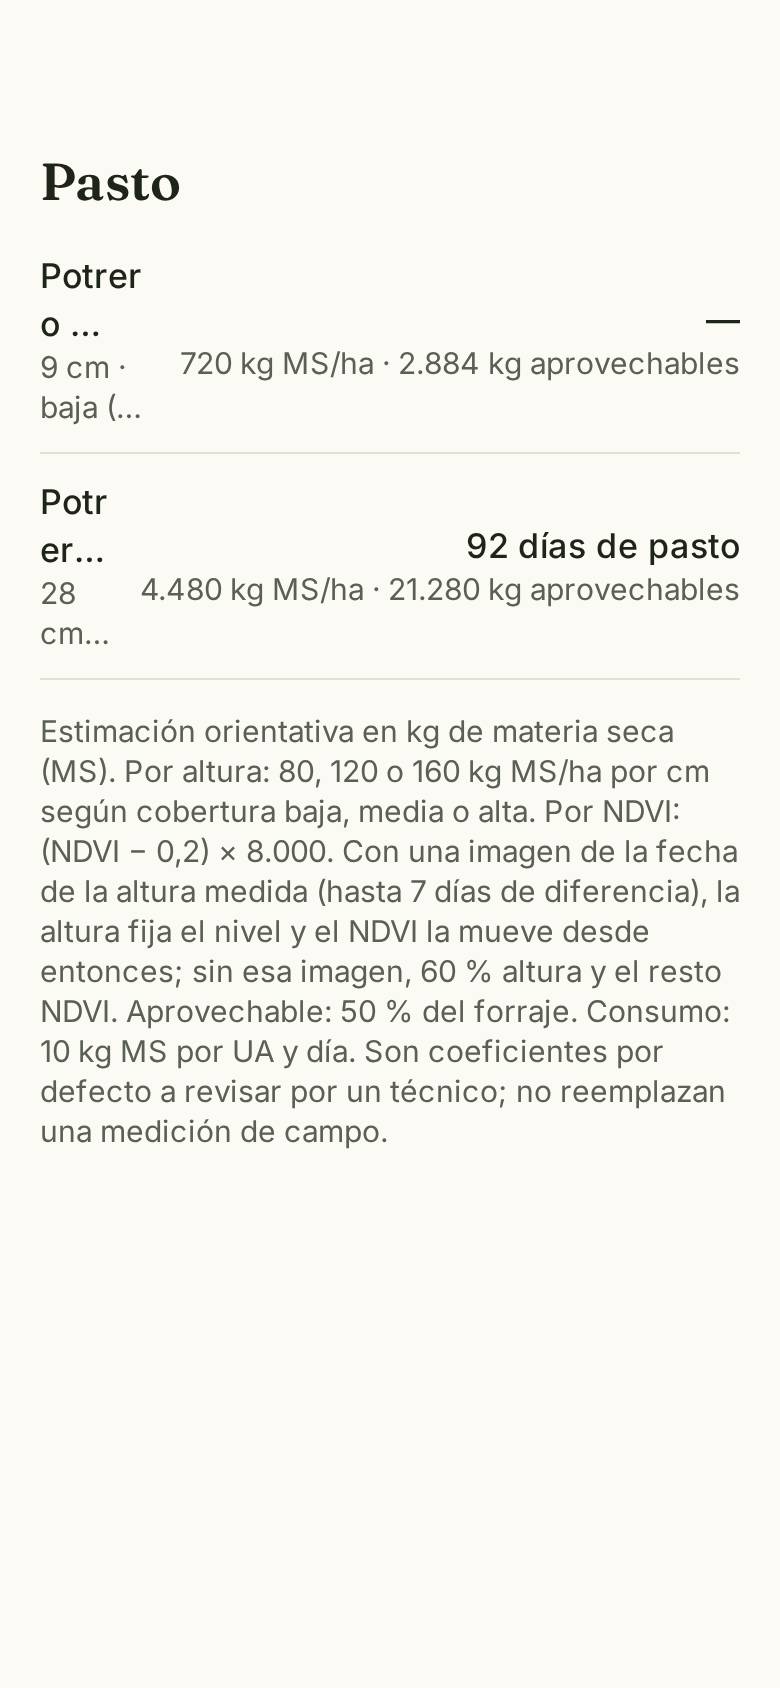 Pasto
Potrer
o ...
—
9 cm ·
baja (...
720 kg MS/ha · 2.884 kg aprovechables
Potr
er...
92 días de pasto
28
cm...
4.480 kg MS/ha · 21.280 kg aprovechables
Estimación orientativa en kg de materia seca
(MS). Por altura: 80, 120 o 160 kg MS/ha por cm
según cobertura baja, media o alta. Por NDVI:
(NDVI − 0,2) × 8.000. Con una imagen de la fecha
de la altura medida (hasta 7 días de diferencia), la
altura fija el nivel y el NDVI la mueve desde
entonces; sin esa imagen, 60 % altura y el resto
NDVI. Aprovechable: 50 % del forraje. Consumo:
10 kg MS por UA y día. Son coeficientes por
defecto a revisar por un técnico; no reemplazan
una medición de campo.